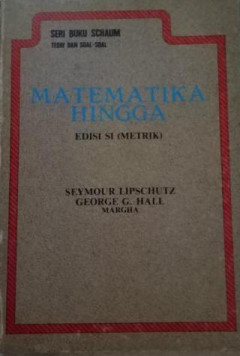 SERI BUKU SCHAUM
TEORI DAN SOAL-SOAL
MATEMATIKA
HINGGA
EDISI SI (METRIK)
SEYMOUR LIPSCHUTZ
GEORGE G. HALL
MARGHA